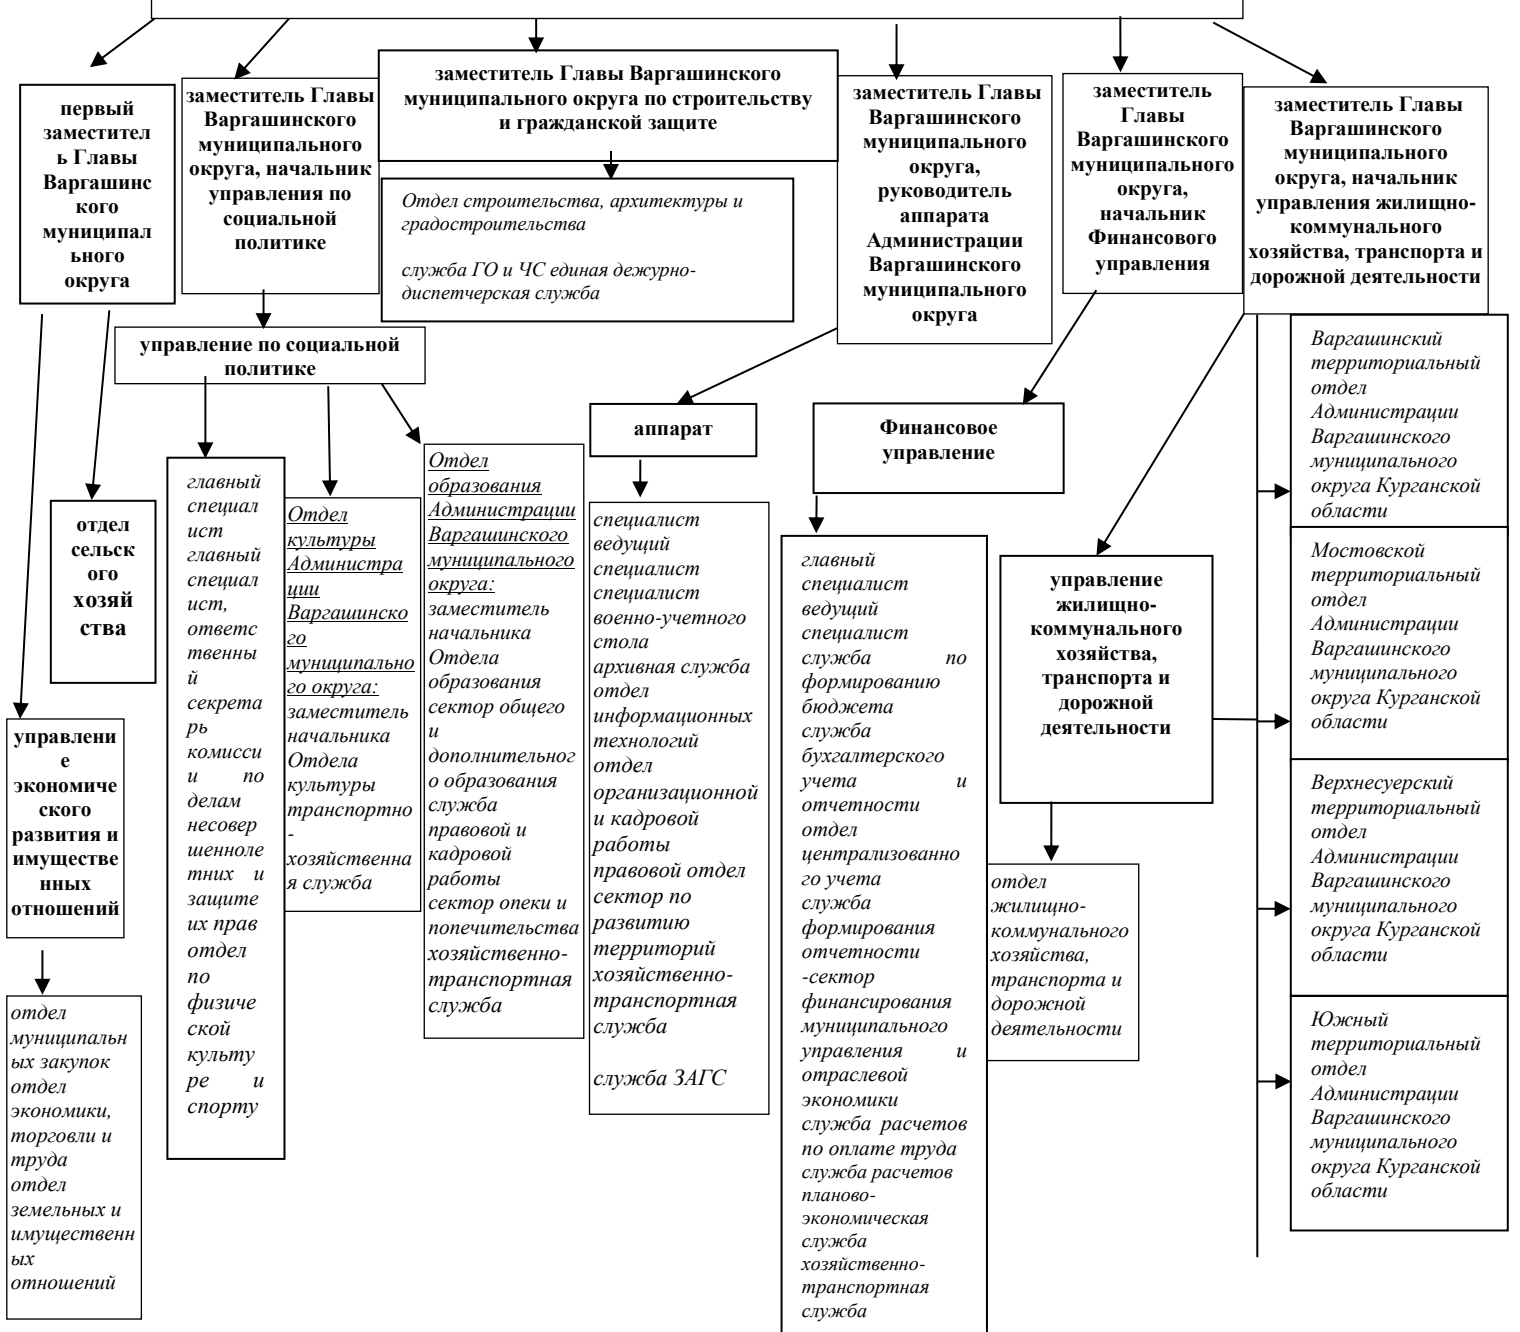 первый
заместител
ь Главы
Варгашинс
кого
муниципал
ьного
округа
заместитель Главы
Варгашинского
муниципального
округа, начальник
управления по
социальной
политике
заместитель Главы Варгашинского
муниципального округа по строительству
и гражданской защите
Отдел строительства, архитектуры и
градостроительства
служба ГО и ЧС единая дежурно-
диспетчерская служба
заместитель Главы
Варгашинского
муниципального
округа,
руководитель
аппарата
Администрации
Варгашинского
муниципального
округа
заместитель
Главы
Варгашинского
муниципального
округа,
начальник
Финансового
управления
заместитель Главы
Варгашинского
муниципального
округа, начальник
управления жилищно-
коммунального
хозяйства, транспорта и
дорожной деятельности
управление по социальной
политике
аппарат
Финансовое
управление
отдел
сельск
ого
хозяй
ства
управлени
е
экономиче
ского
развития и
имуществе
нных
отношений
отдел
муниципальн
ых закупок
отдел
экономики,
торговли и
труда
отдел
земельных и
имущественн
ых
отношений
главный
специал
ист
главный
специал
ист,
ответс
твенны
й
секрета
рь
комисси
и по
делам
несовер
шенноле
тних и
защите
их прав
отдел
по
физиче
ской
культу
ре и
спорту
Отдел
культуры
Администра
ции
Варгашинско
го
муниципально
го округа:
заместитель
начальника
Отдела
культуры
транспортно
-
хозяйственна
я служба
Отдел
образования
Администрации
Варгашинского
муниципального
округа:
заместитель
начальника
Отдела
образования
сектор общего
и
дополнительног
о образования
служба
правовой и
кадровой
работы
сектор опеки и
попечительства
хозяйственно-
транспортная
служба
специалист
ведущий
специалист
специалист
военно-учетного
стола
архивная служба
отдел
информационных
технологий
отдел
организационной
и кадровой
работы
правовой отдел
сектор по
развитию
территорий
хозяйственно-
транспортная
служба
служба ЗАГС
главный
специалист
ведущий
специалист
служба по
формированию
бюджета
служба
бухгалтерского
учета и
отчетности
отдел
централизованно
го учета
служба
формирования
отчетности
-сектор
финансирования
муниципального
управления и
отраслевой
экономики
служба расчетов
по оплате труда
служба расчетов
планово-
экономическая
служба
хозяйственно-
транспортная
служба
управление
жилищно-
коммунального
хозяйства,
транспорта и
дорожной
деятельности
отдел
жилищно-
коммунального
хозяйства,
транспорта и
дорожной
деятельности
Варгашинский
территориальный
отдел
Администрации
Варгашинского
муниципального
округа Курганской
области
Мостовской
территориальный
отдел
Администрации
Варгашинского
муниципального
округа Курганской
области
Верхнесуерский
территориальный
отдел
Администрации
Варгашинского
муниципального
округа Курганской
области
Южный
территориальный
отдел
Администрации
Варгашинского
муниципального
округа Курганской
области